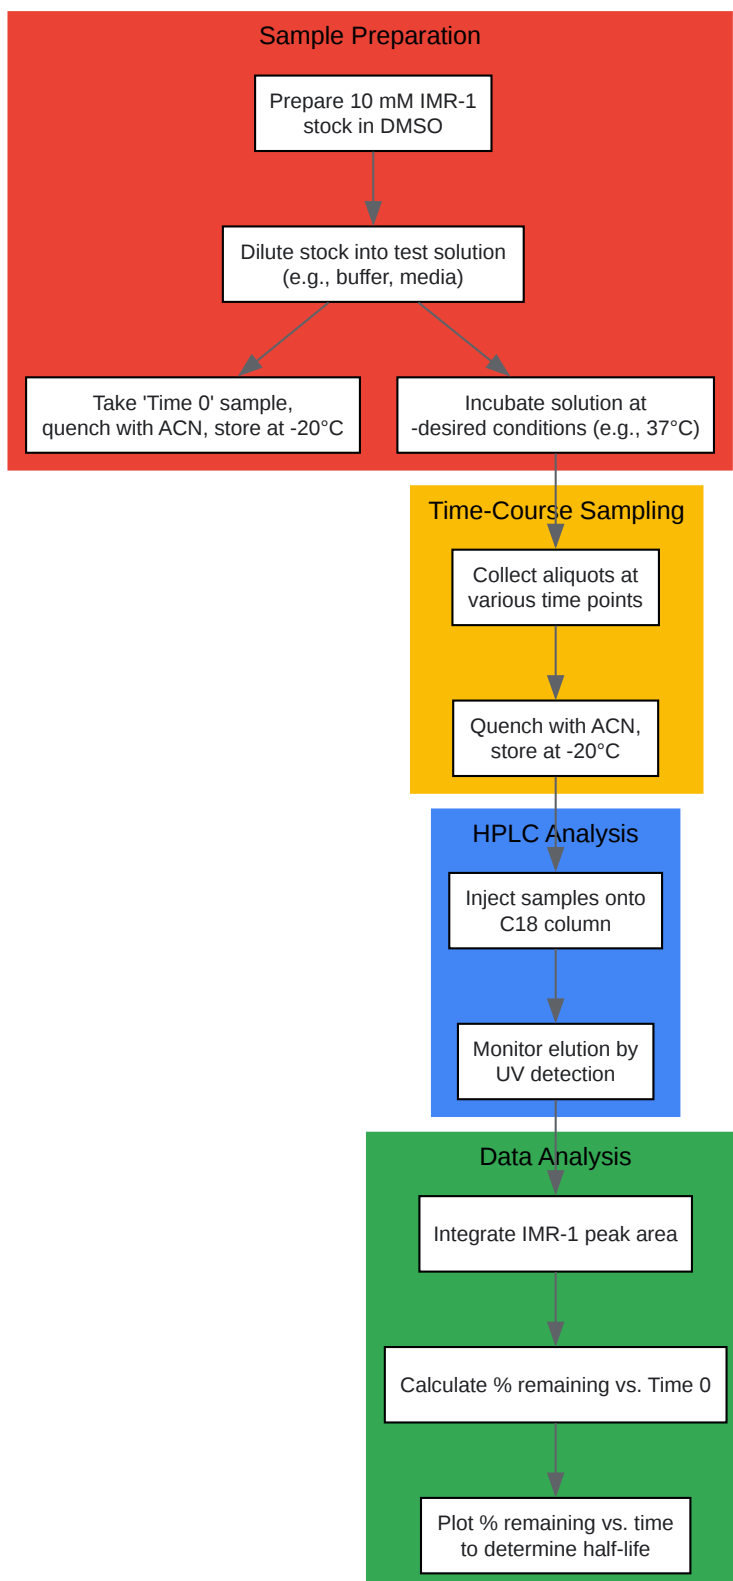 Sample Preparation
Prepare 10 mM IMR-1
stock in DMSO
Dilute stock into test solution
(e.g., buffer, media)
Take 'Time 0' sample,
quench with ACN, store at -20°C
Incubate solution at
-desired conditions (e.g., 37°C)
Time-Course Sampling
Collect aliquots at
various time points
Quench with ACN,
store at -20°C
HPLC Analysis
Inject samples onto
C18 column
Monitor elution by
UV detection
Data Analysis
Integrate IMR-1 peak area
Calculate % remaining vs. Time 0
Plot % remaining vs. time
to determine half-life